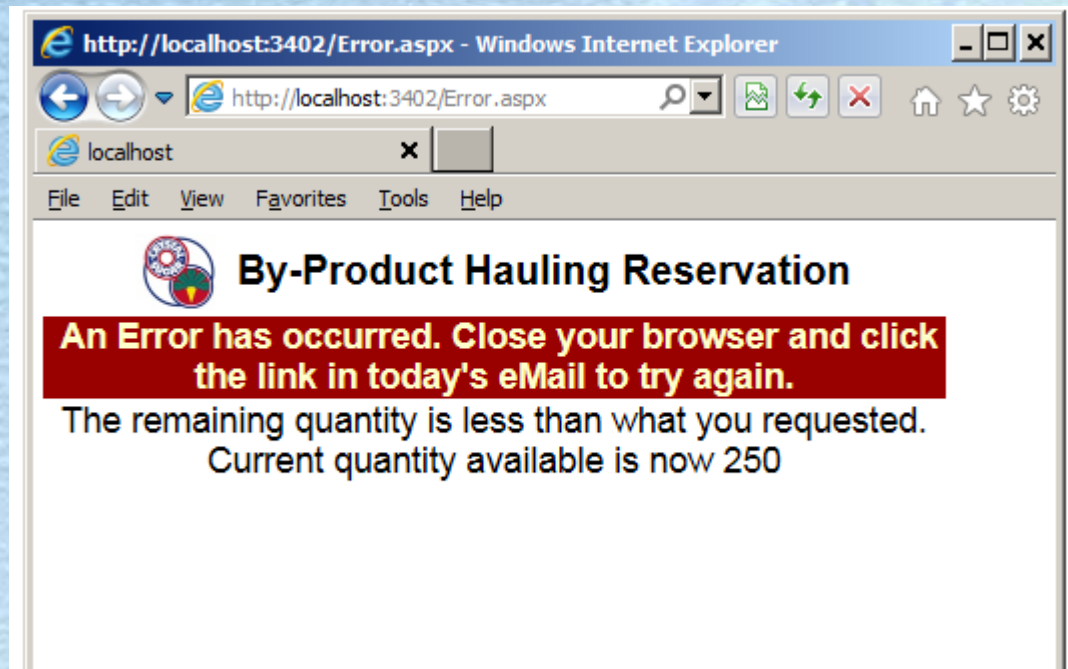 http://localhost:3402/Error.aspx - Windows Internet Explorer
http://localhost:3402/Error.aspx
localhost
File Edit View Favorites Tools Help
By-Product Hauling Reservation
An Error has occurred. Close your browser and click
the link in today's eMail to try again.
The remaining quantity is less than what you requested.
Current quantity available is now 250